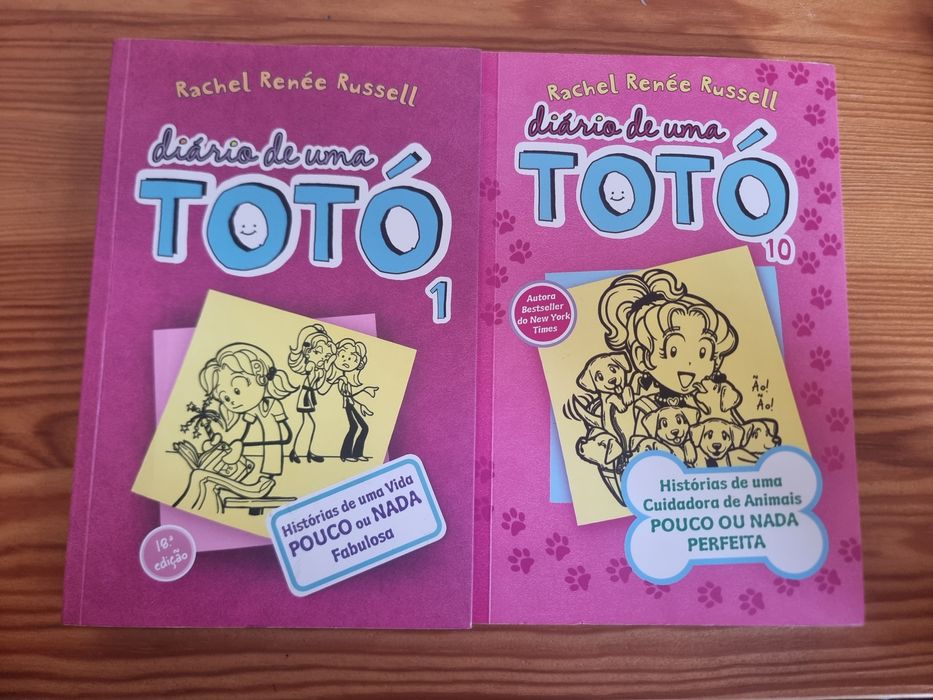 Rachel Renée Russell
diário de uma
TOTÓ
1
Histórias de uma Vida
POUCO ou NADA
Fabulosa
18.ª
edição
Rachel Renée Russell
diário de uma
TOTÓ
10
Autora
Bestseller
do New York
Times
Ão!
Ão!
Histórias de uma
Cuidadora de Animais
POUCO OU NADA
PERFEITA